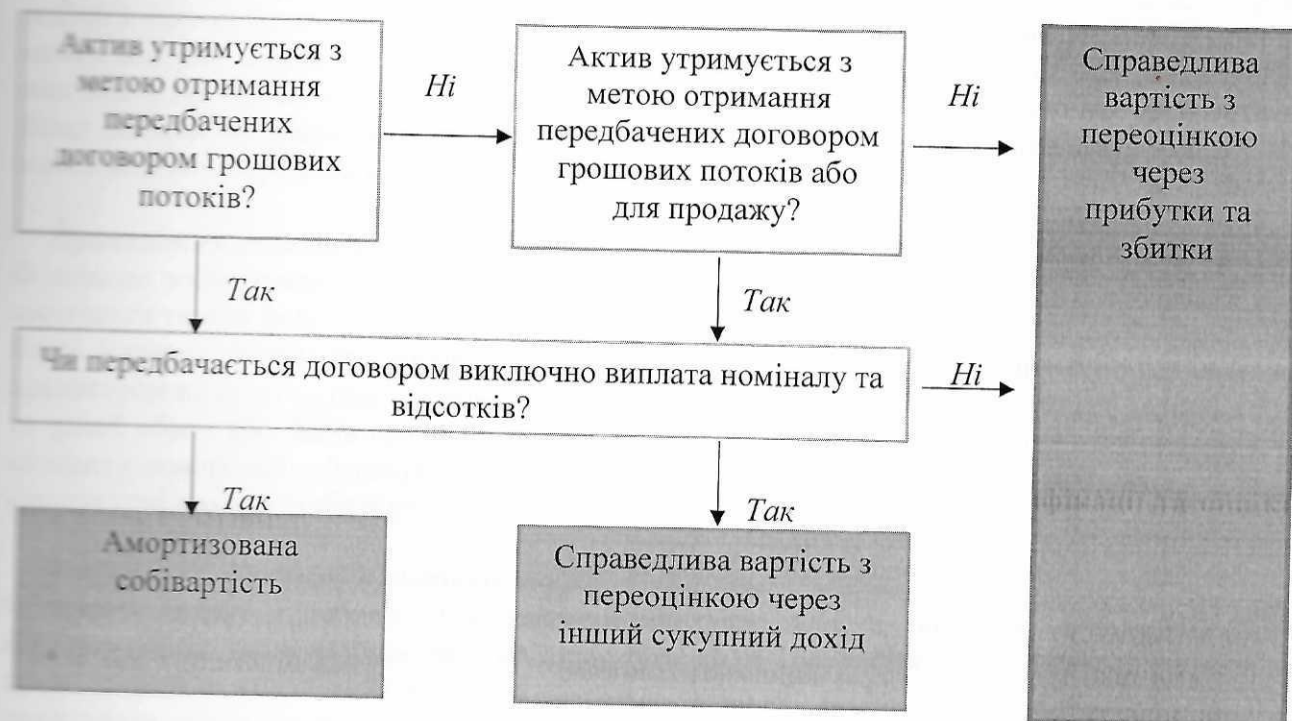 Актив утримується з
метою отримання
передбачених
договором грошових
потоків?
Ні
Актив утримується з
метою отримання
передбачених договором
грошових потоків або
для продажу?
Ні
Справедлива
вартість з
переоцінкою
через
прибутки та
збитки
Так
Так
Чи передбачається договором виключно виплата номіналу та
відсотків?
Ні
Так
Так
Амортизована
собівартість
Справедлива вартість з
переоцінкою через
інший сукупний дохід